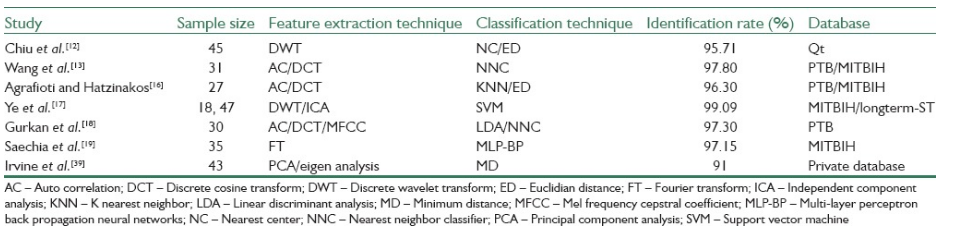 Study Sample size Feature extraction technique Classification technique Identification rate (%) Database
Chiu et al.[12] 45 DWT NC/ED 95.71 Qt
Wang et al.[13] 31 AC/DCT NNC 97.80 PTB/MITBIH
Agrafioti and Hatzinakos[16] 27 AC/DCT KNN/ED 96.30 PTB/MITBIH
Ye et al.[17] 18, 47 DWT/ICA SVM 99.09 MITBIH/longterm-ST
Gurkan et al.[18] 30 AC/DCT/MFCC LDA/NNC 97.30 PTB
Saechia et al.[19] 35 FT MLP-BP 97.15 MITBIH
Irvine et al.[39] 43 PCA/eigen analysis MD 91 Private database
AC – Auto correlation; DCT – Discrete cosine transform; DWT – Discrete wavelet transform; ED – Euclidian distance; FT – Fourier transform; ICA – Independent component
analysis; KNN – K nearest neighbor; LDA – Linear discriminant analysis; MD – Minimum distance; MFCC – Mel frequency cepstral coefficient; MLP-BP – Multi-layer perceptron
back propagation neural networks; NC – Nearest center; NNC – Nearest neighbor classifier; PCA – Principal component analysis; SVM – Support vector machine